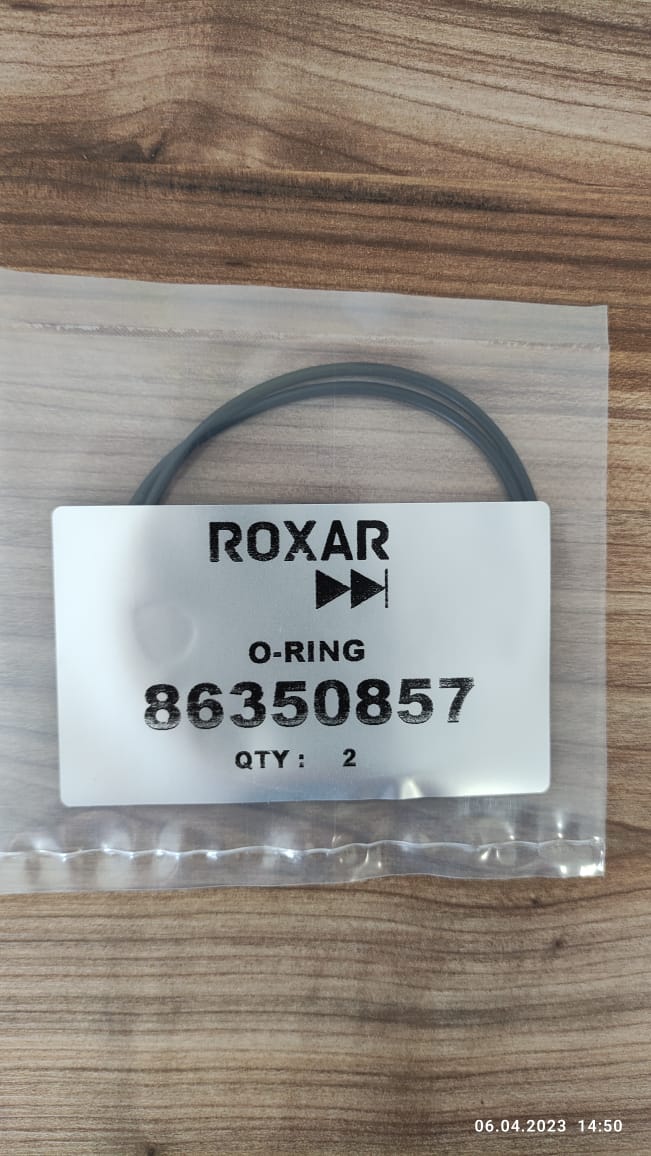 ROXAR
O-RING
86350857
QTY : 2
06.04.2023 14:50